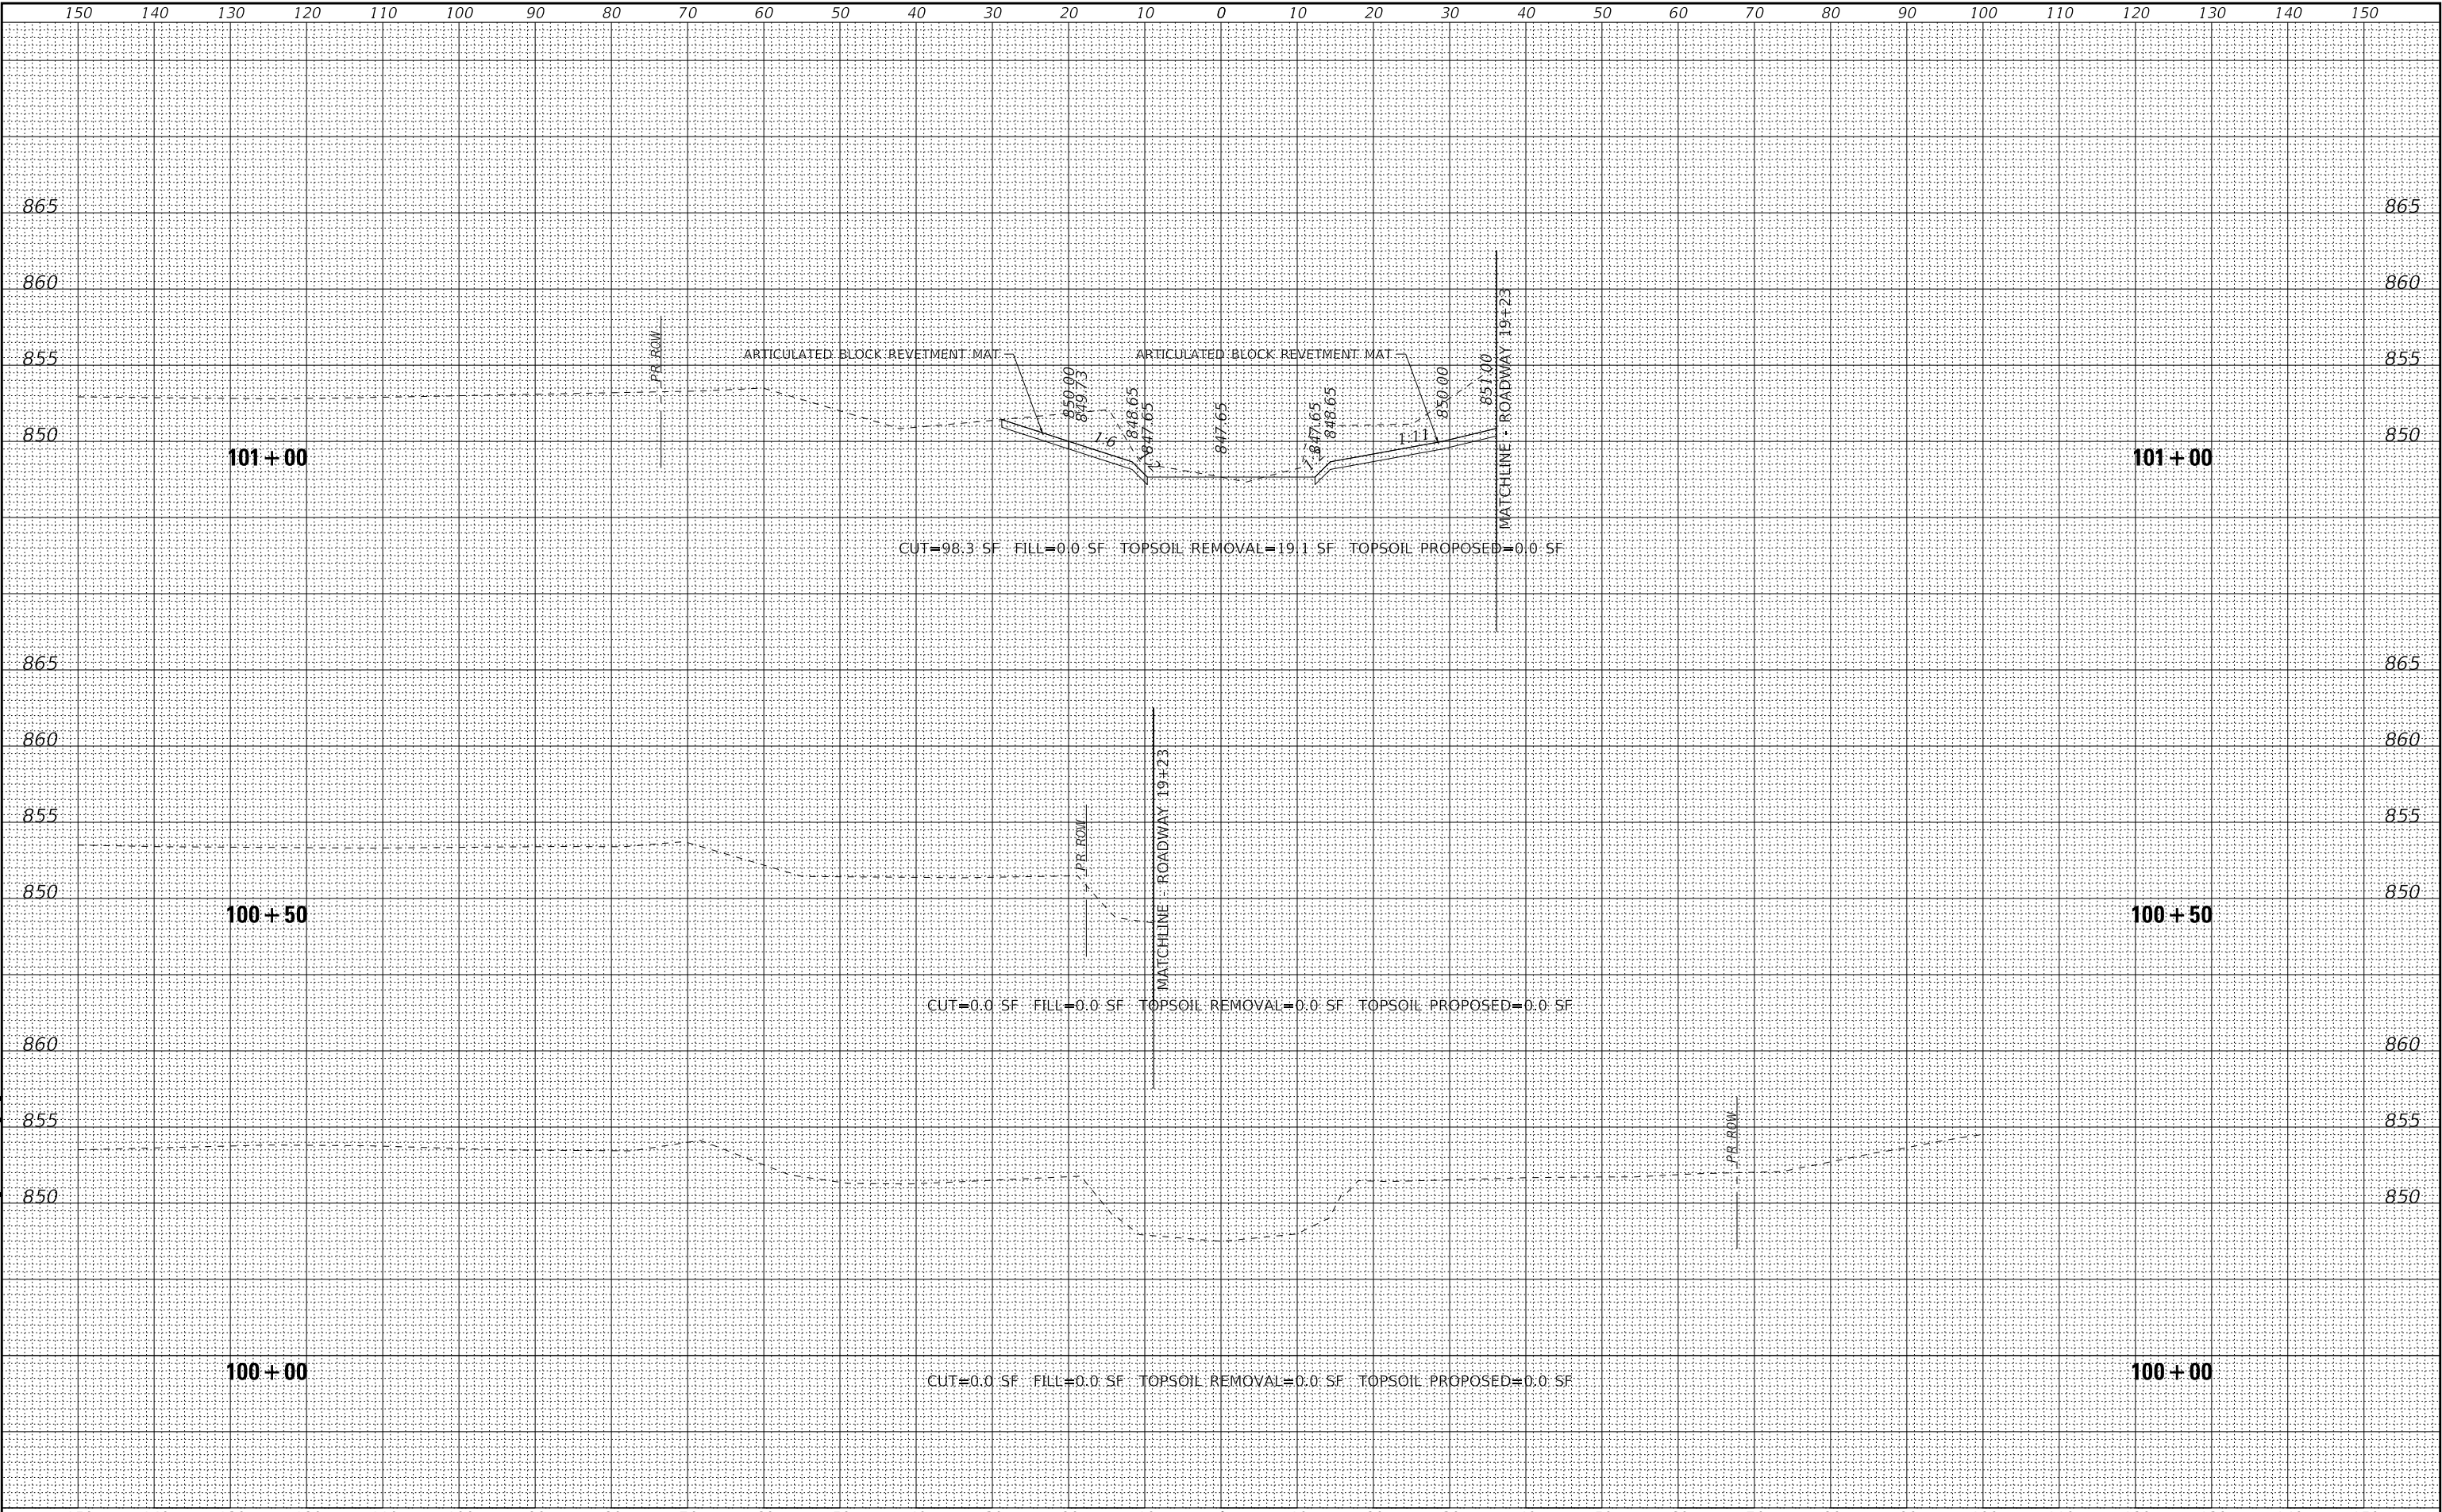 150 140 130 120 110 100 90 80 70 60 50 40 30 20 10 0 10 20 30 40 50 60 70 80 90 100 110 120 130 140 150
865 865
860 860
MATCHLINE - ROADWAY 19+23
PR ROW
855 ARTICULATED BLOCK REVETMENT MAT ARTICULATED BLOCK REVETMENT MAT 855
850.00
849.73
848.65
847.65
847.65
847.65
848.65
850.00
851.00
850 1:6 1:2 1:2 1:11 850
101+00 101+00
CUT=98.3 SF FILL=0.0 SF TOPSOIL REMOVAL=19.1 SF TOPSOIL PROPOSED=0.0 SF
865 865
860 860
MATCHLINE - ROADWAY 19+23
855 855
PR ROW
850 850
100+50 100+50
CUT=0.0 SF FILL=0.0 SF TOPSOIL REMOVAL=0.0 SF TOPSOIL PROPOSED=0.0 SF
860 860
855 855
PR ROW
850 850
100+00 100+00
CUT=0.0 SF FILL=0.0 SF TOPSOIL REMOVAL=0.0 SF TOPSOIL PROPOSED=0.0 SF